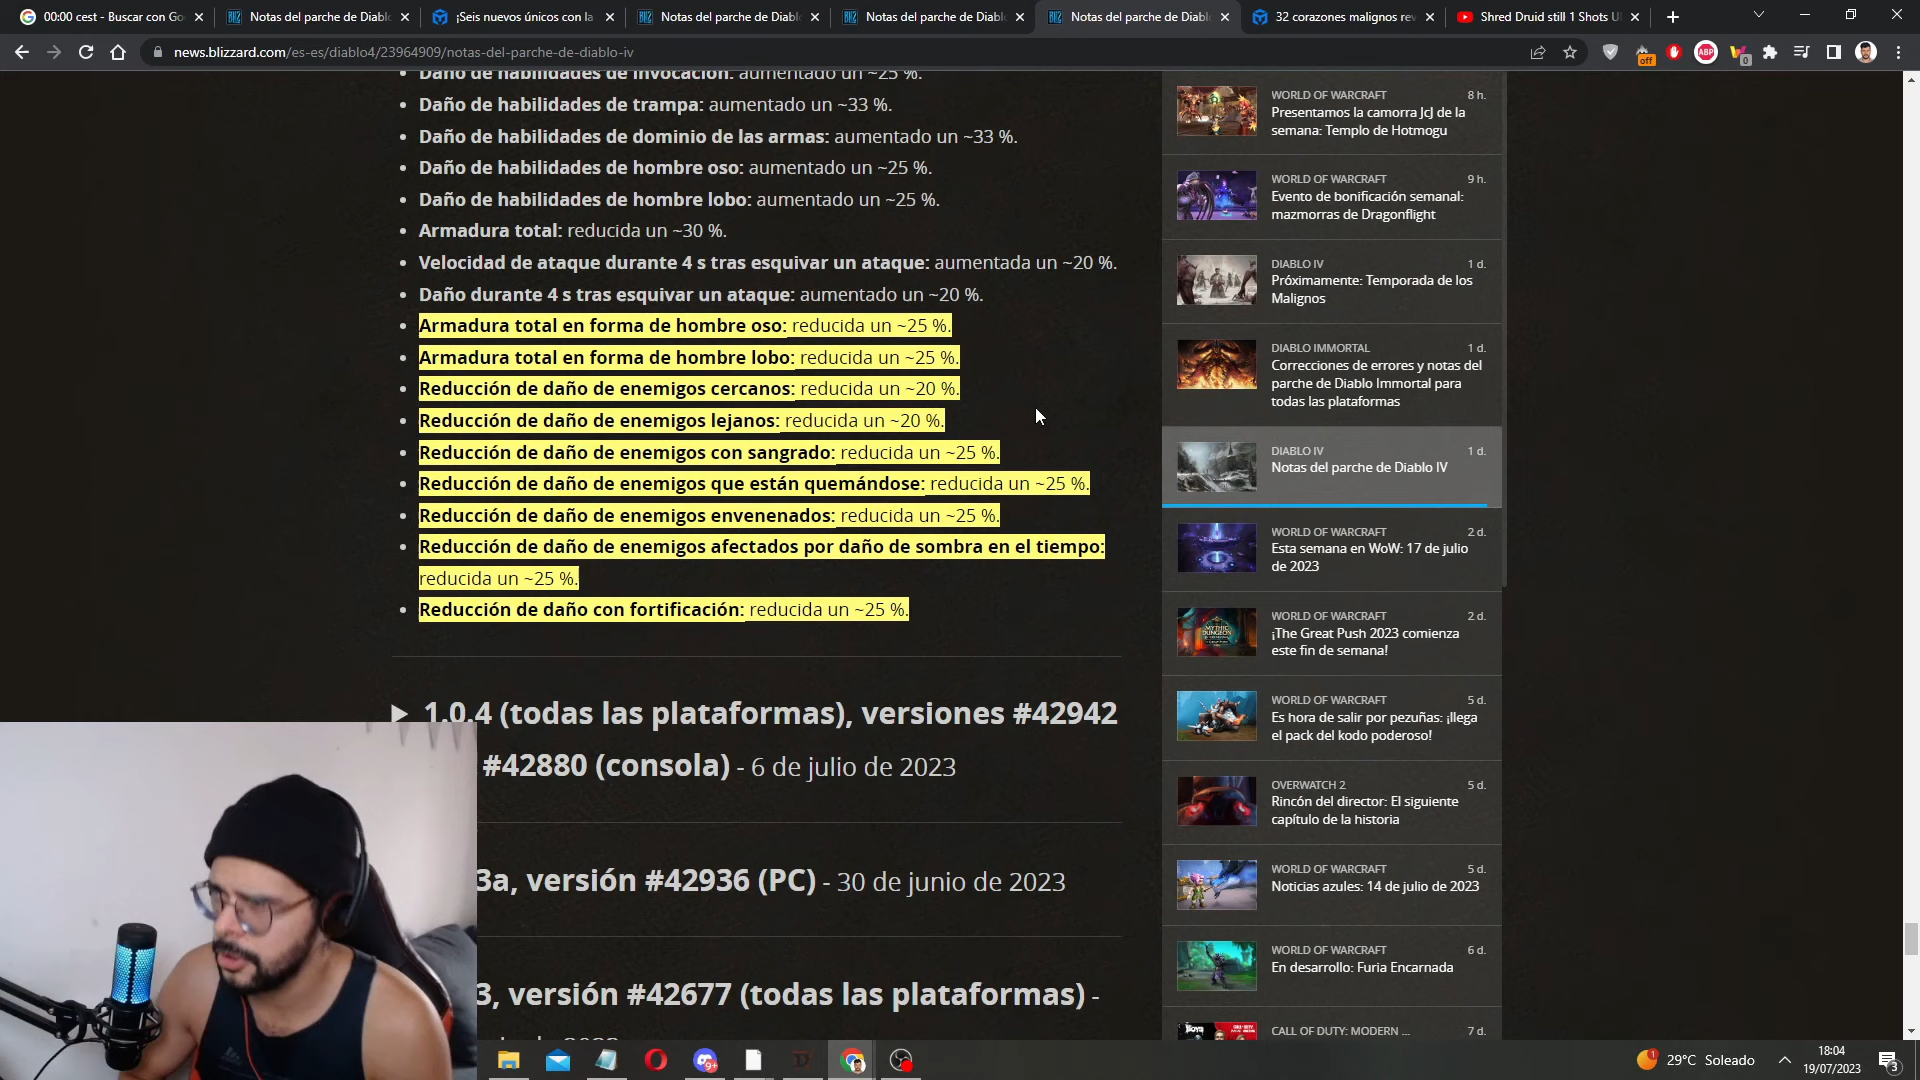 00:00 cest - Buscar con Go
Notas del parche de Diablo
¡Seis nuevos únicos con la
Notas del parche de Diablo
Notas del parche de Diablo
Notas del parche de Diablo
32 corazones malignos rev
Shred Druid still 1 Shots U
news.blizzard.com/es-es/diablo4/23964909/notas-del-parche-de-diablo-iv
off
ABP
0
Daño de habilidades de invocación: aumentado un ~25 %.
Daño de habilidades de trampa: aumentado un ~33 %.
Daño de habilidades de dominio de las armas: aumentado un ~33 %.
Daño de habilidades de hombre oso: aumentado un ~25 %.
Daño de habilidades de hombre lobo: aumentado un ~25 %.
Armadura total: reducida un ~30 %.
Velocidad de ataque durante 4 s tras esquivar un ataque: aumentada un ~20 %.
Daño durante 4 s tras esquivar un ataque: aumentado un ~20 %.
Armadura total en forma de hombre oso: reducida un ~25 %.
Armadura total en forma de hombre lobo: reducida un ~25 %.
Reducción de daño de enemigos cercanos: reducida un ~20 %.
Reducción de daño de enemigos lejanos: reducida un ~20 %.
Reducción de daño de enemigos con sangrado: reducida un ~25 %.
Reducción de daño de enemigos que están quemándose: reducida un ~25 %.
Reducción de daño de enemigos envenenados: reducida un ~25 %.
Reducción de daño de enemigos afectados por daño de sombra en el tiempo:
reducida un ~25 %.
Reducción de daño con fortificación: reducida un ~25 %.
1.0.4 (todas las plataformas), versiones #42942
#42880 (consola) - 6 de julio de 2023
3a, versión #42936 (PC) - 30 de junio de 2023
3, versión #42677 (todas las plataformas) -
WORLD OF WARCRAFT 8 h.
Presentamos la camorra JcJ de la
semana: Templo de Hotmogu
WORLD OF WARCRAFT 9 h.
Evento de bonificación semanal:
mazmorras de Dragonflight
DIABLO IV 1 d.
Próximamente: Temporada de los
Malignos
DIABLO IMMORTAL 1 d.
Correcciones de errores y notas del
parche de Diablo Immortal para
todas las plataformas
DIABLO IV 1 d.
Notas del parche de Diablo IV
WORLD OF WARCRAFT 2 d.
Esta semana en WoW: 17 de julio
de 2023
WORLD OF WARCRAFT 2 d.
¡The Great Push 2023 comienza
este fin de semana!
MYTHIC
DUNGEON
WORLD OF WARCRAFT 5 d.
Es hora de salir por pezuñas: ¡llega
el pack del kodo poderoso!
OVERWATCH 2 5 d.
Rincón del director: El siguiente
capítulo de la historia
WORLD OF WARCRAFT 5 d.
Noticias azules: 14 de julio de 2023
WORLD OF WARCRAFT 6 d.
En desarrollo: Furia Encarnada
CALL OF DUTY: MODERN ... 7 d.
9+
29°C Soleado
18:04
19/07/2023
3